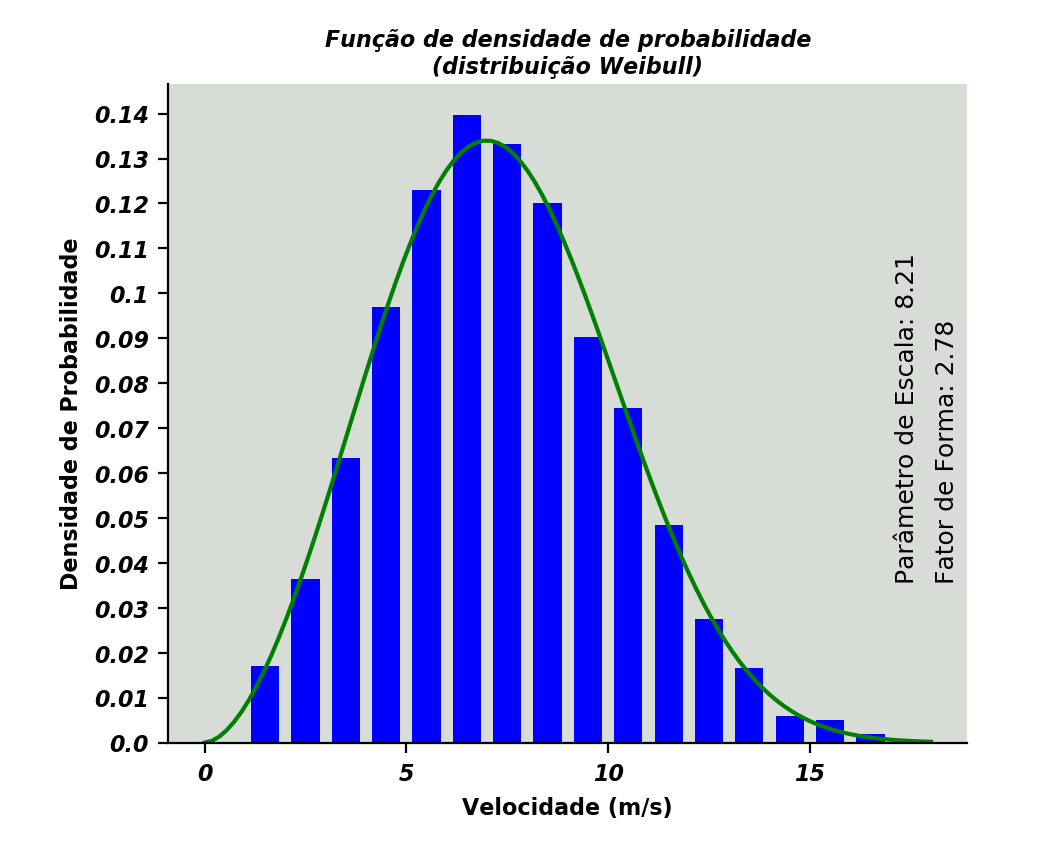 Função de densidade de probabilidade
(distribuição Weibull)
Densidade de Probabilidade
0.14
0.13
0.12
0.11
0.1
0.09
0.08
0.07
0.06
0.05
0.04
0.03
0.02
0.01
0.0
Parâmetro de Escala: 8.21
Fator de Forma: 2.78
0 5 10 15
Velocidade (m/s)